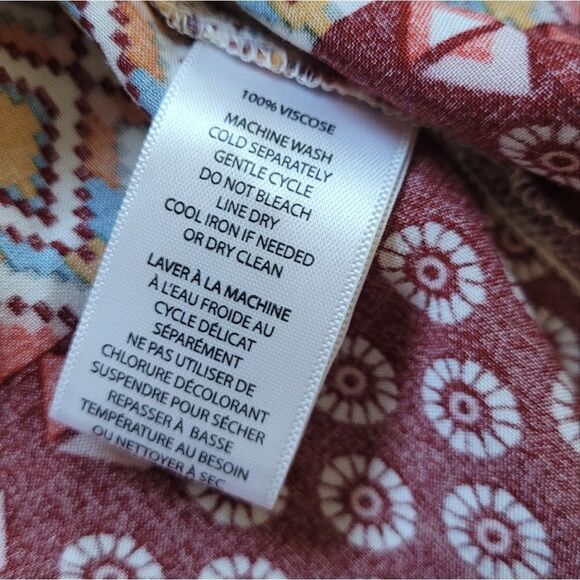 100% VISCOSE
MACHINE WASH
COLD SEPARATELY
GENTLE CYCLE
DO NOT BLEACH
LINE DRY
COOL IRON IF NEEDED
OR DRY CLEAN
LAVER À LA MACHINE
À L'EAU FROIDE AU
CYCLE DÉLICAT
SÉPARÉMENT
NE PAS UTILISER DE
CHLORURE DÉCOLORANT
SUSPENDRE POUR SÉCHER
REPASSER À BASSE
TEMPÉRATURE AU BESOIN
OU NETTOYER À SEC